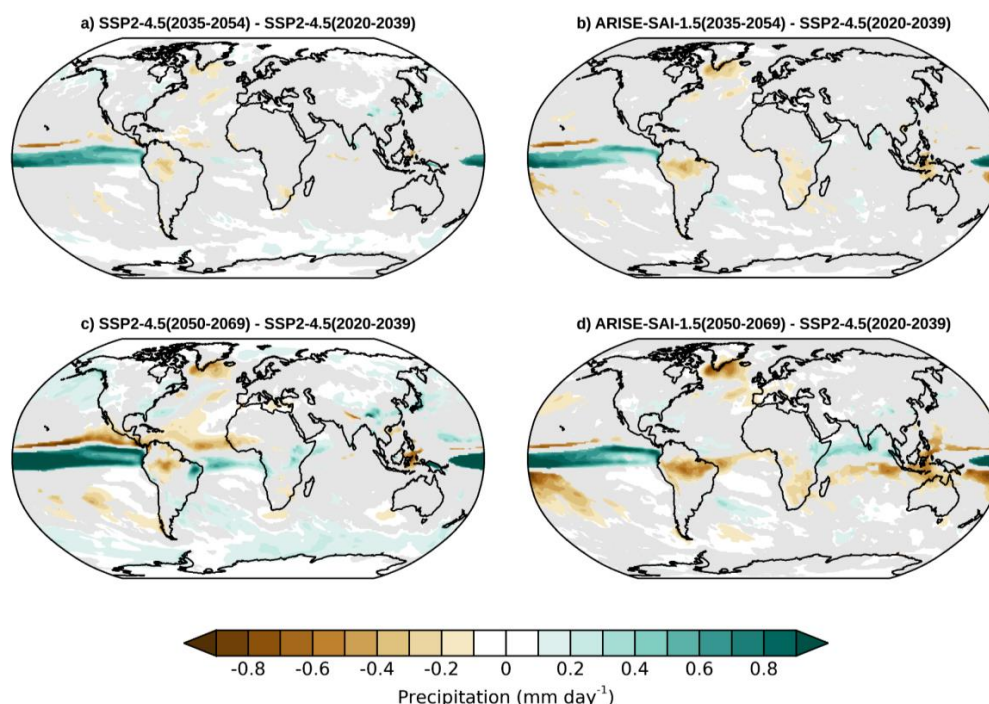 a) SSP2-4.5(2035-2054) - SSP2-4.5(2020-2039)
b) ARISE-SAI-1.5(2035-2054) - SSP2-4.5(2020-2039)
c) SSP2-4.5(2050-2069) - SSP2-4.5(2020-2039)
d) ARISE-SAI-1.5(2050-2069) - SSP2-4.5(2020-2039)
-0.8 -0.6 -0.4 -0.2 0 0.2 0.4 0.6 0.8
Precipitation (mm day⁻¹)